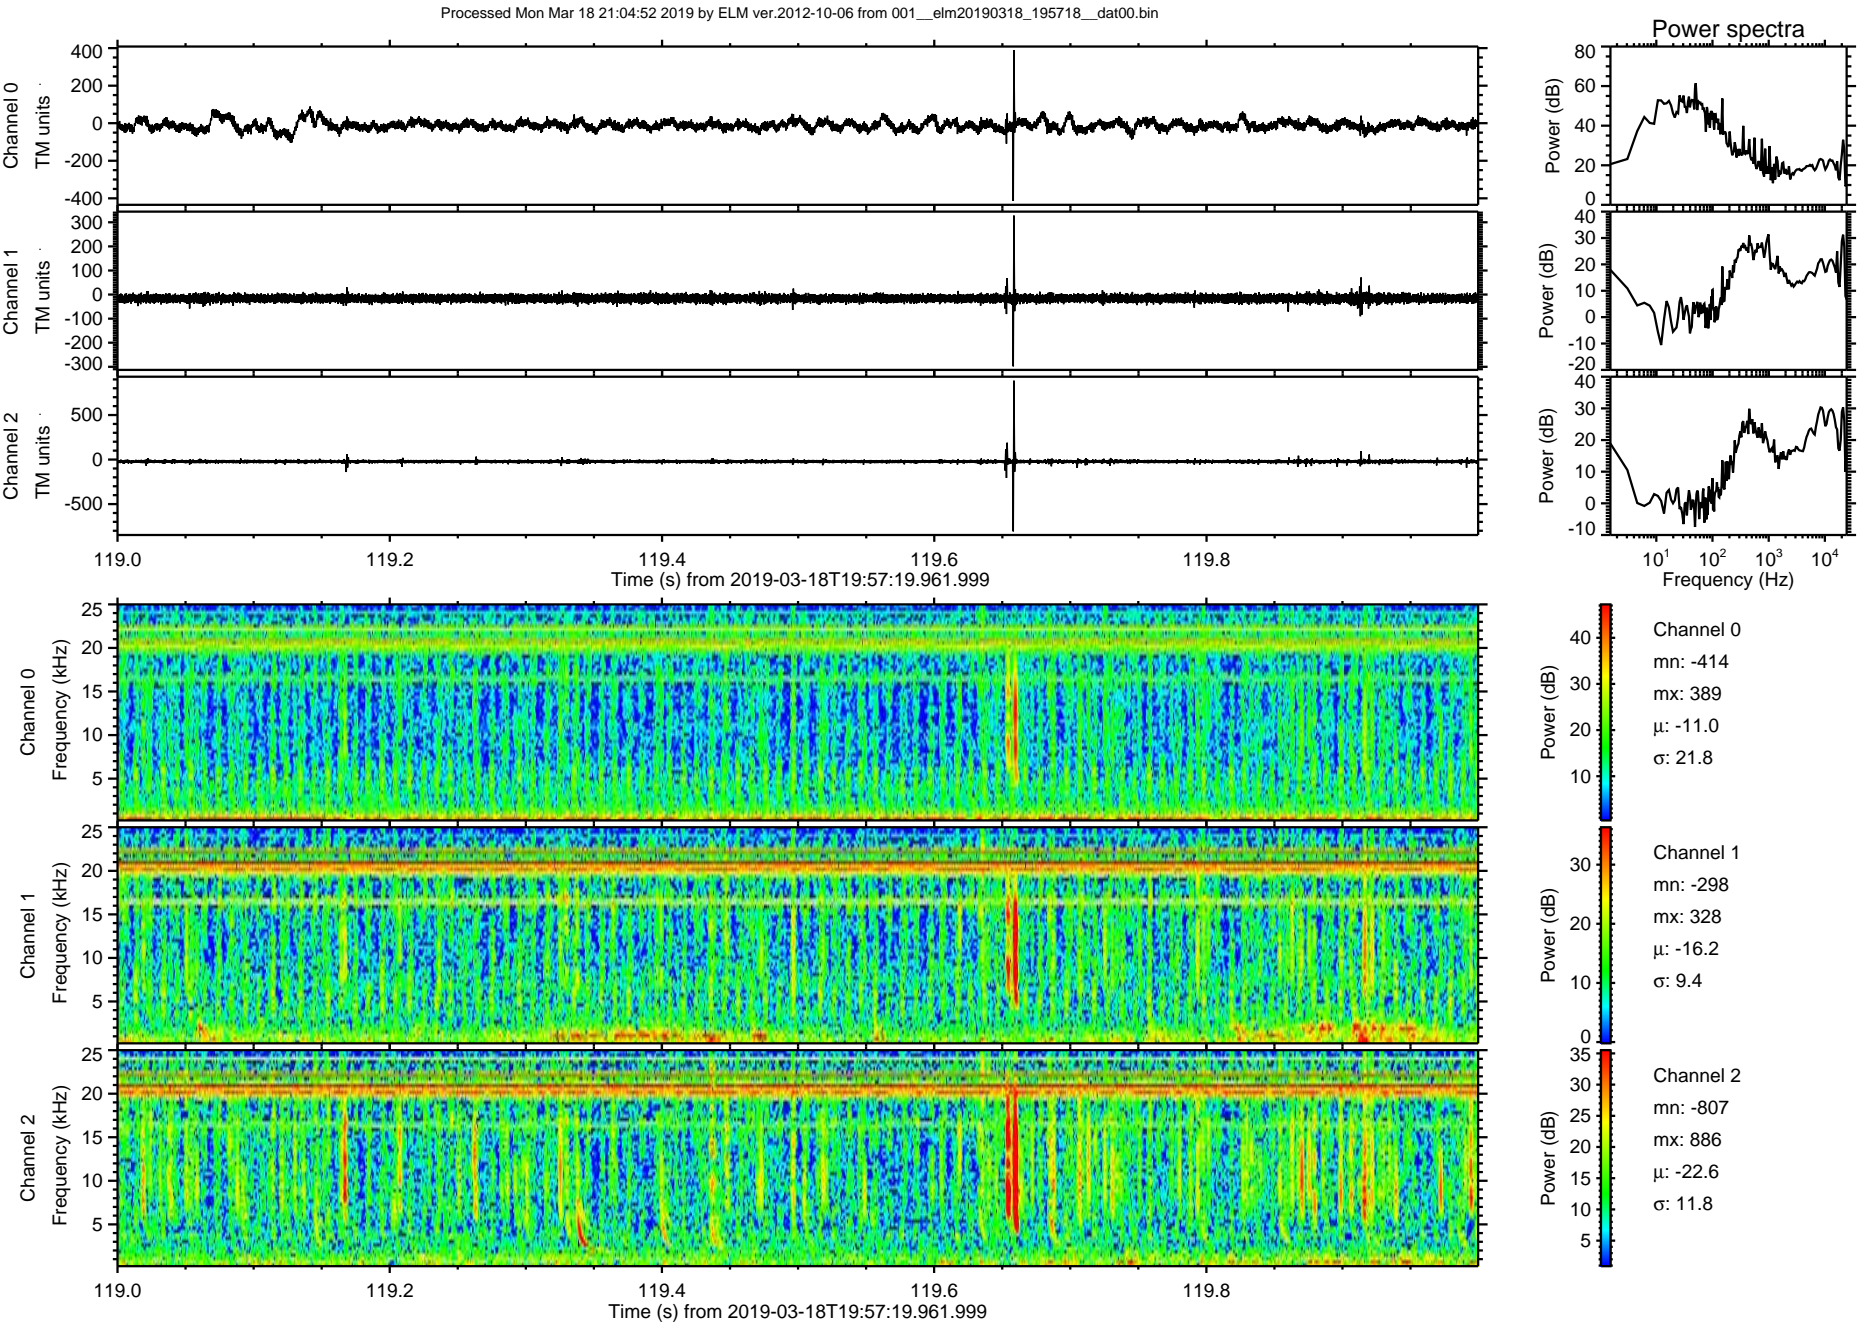 Processed Mon Mar 18 21:04:52 2019 by ELM ver.2012-10-06 from 001__elm20190318_195718__dat00.bin
Power spectra
Channel 0
TM units
400
200
0
-200
-400
Power (dB)
80
60
40
20
0
Channel 1
TM units
300
200
100
0
-100
-200
-300
Power (dB)
40
30
20
10
0
-10
-20
Channel 2
TM units
500
0
-500
Power (dB)
40
30
20
10
0
-10
119.0 119.2 119.4 119.6 119.8
Time (s) from 2019-03-18T19:57:19.961.999
10^1 10^2 10^3 10^4
Frequency (Hz)
Channel 0
Frequency (kHz)
25
20
15
10
5
Power (dB)
40
30
20
10
Channel 0
mn: -414
mx: 389
μ: -11.0
σ: 21.8
Channel 1
Frequency (kHz)
25
20
15
10
5
Power (dB)
30
20
10
0
Channel 1
mn: -298
mx: 328
μ: -16.2
σ: 9.4
Channel 2
Frequency (kHz)
25
20
15
10
5
Power (dB)
35
30
25
20
15
10
5
Channel 2
mn: -807
mx: 886
μ: -22.6
σ: 11.8
119.0 119.2 119.4 119.6 119.8
Time (s) from 2019-03-18T19:57:19.961.999